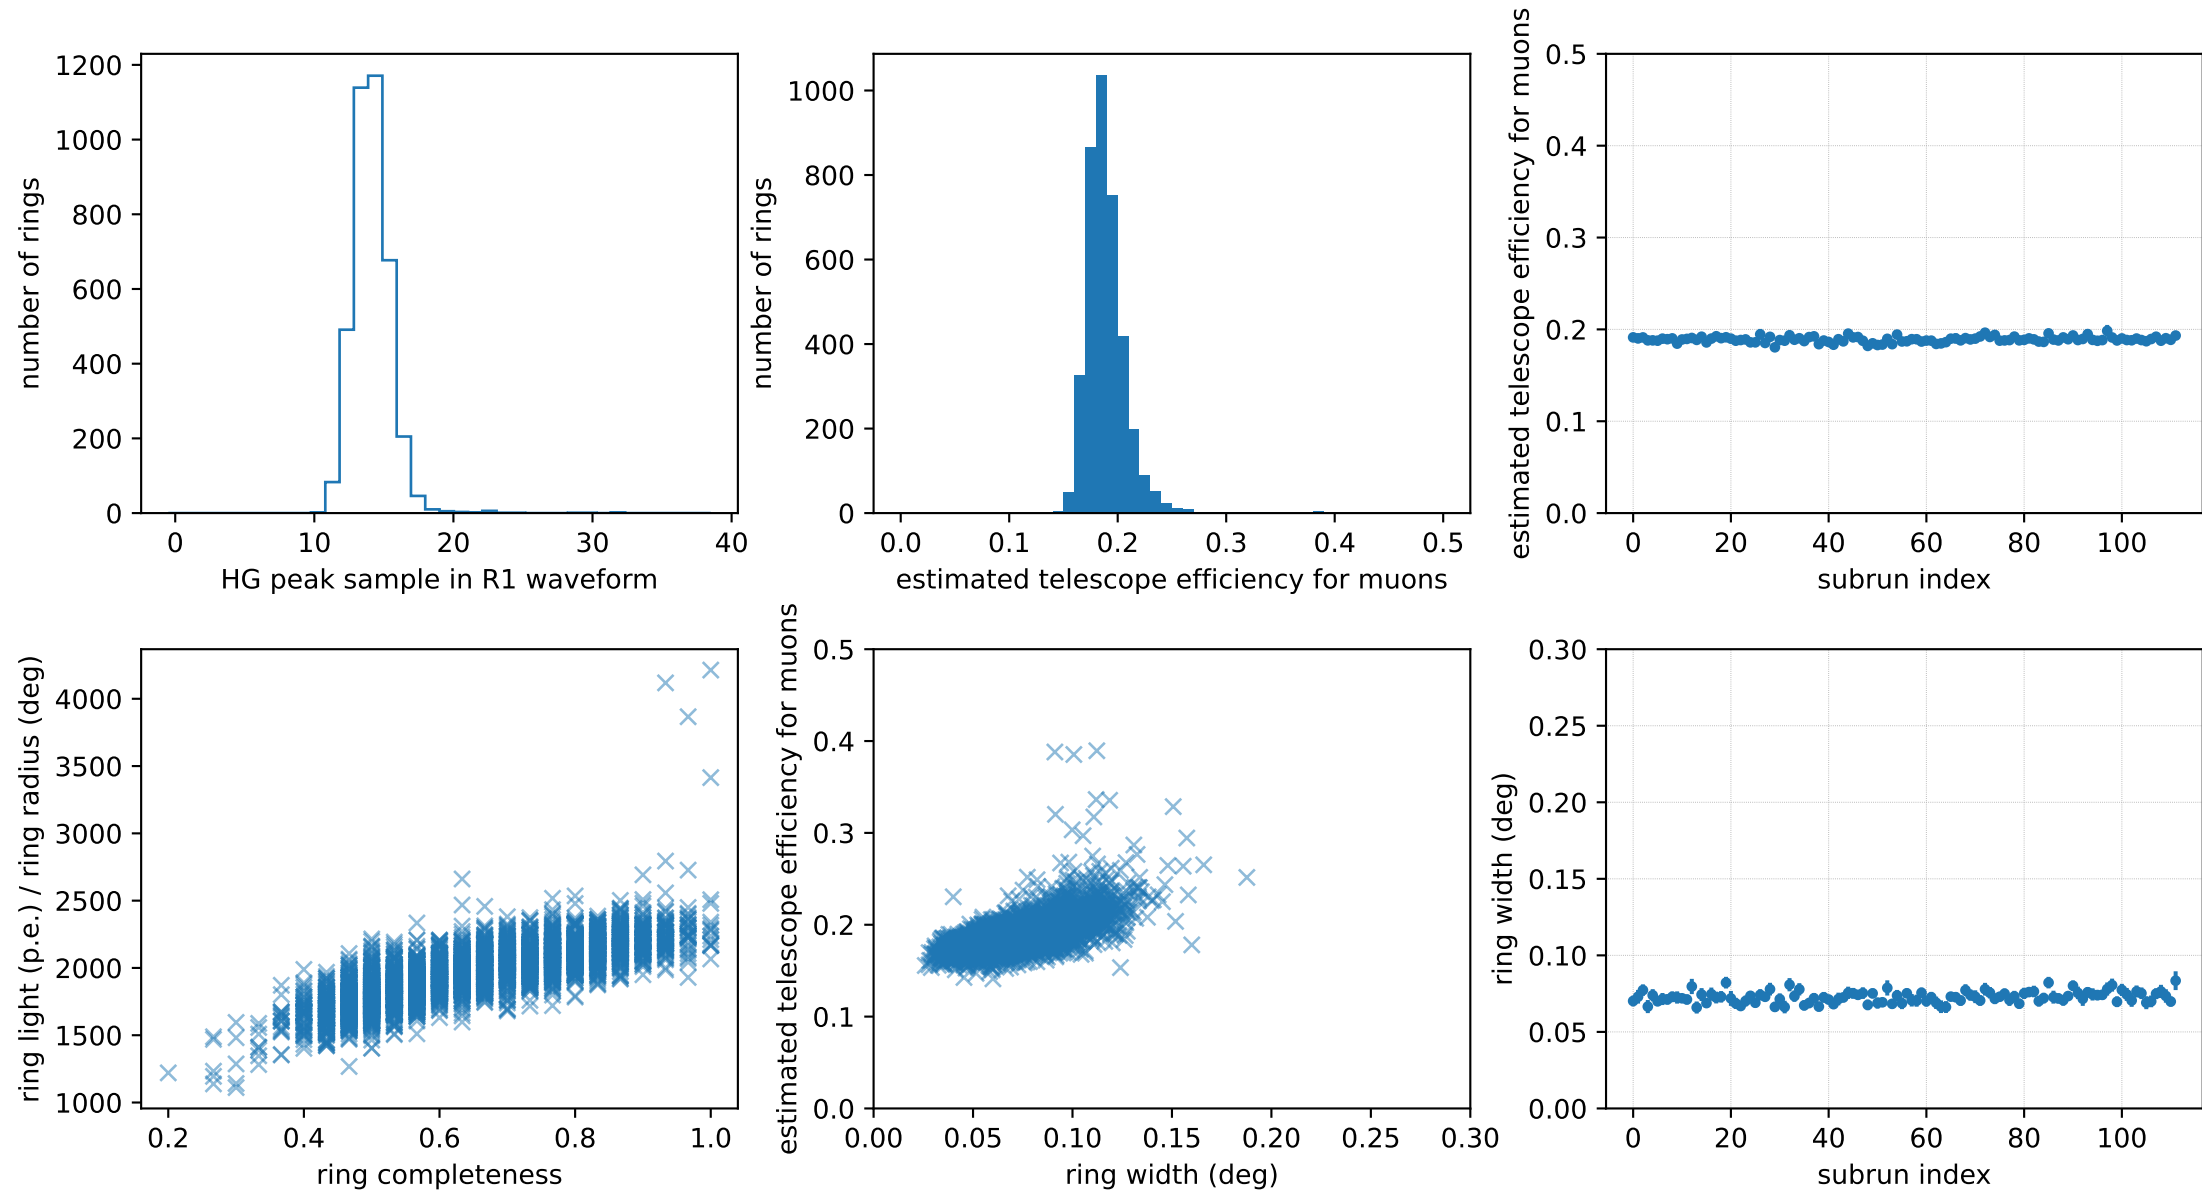 number of rings
1200
1000
800
600
400
200
0
0 10 20 30 40
HG peak sample in R1 waveform
number of rings
1000
800
600
400
200
0
0.0 0.1 0.2 0.3 0.4 0.5
estimated telescope efficiency for muons
estimated telescope efficiency for muons
0.5
0.4
0.3
0.2
0.1
0.0
0 20 40 60 80 100
subrun index
ring light (p.e.) / ring radius (deg)
4000
3500
3000
2500
2000
1500
1000
0.2 0.4 0.6 0.8 1.0
ring completeness
estimated telescope efficiency for muons
0.5
0.4
0.3
0.2
0.1
0.0
0.00 0.05 0.10 0.15 0.20 0.25 0.30
ring width (deg)
ring width (deg)
0.30
0.25
0.20
0.15
0.10
0.05
0.00
0 20 40 60 80 100
subrun index